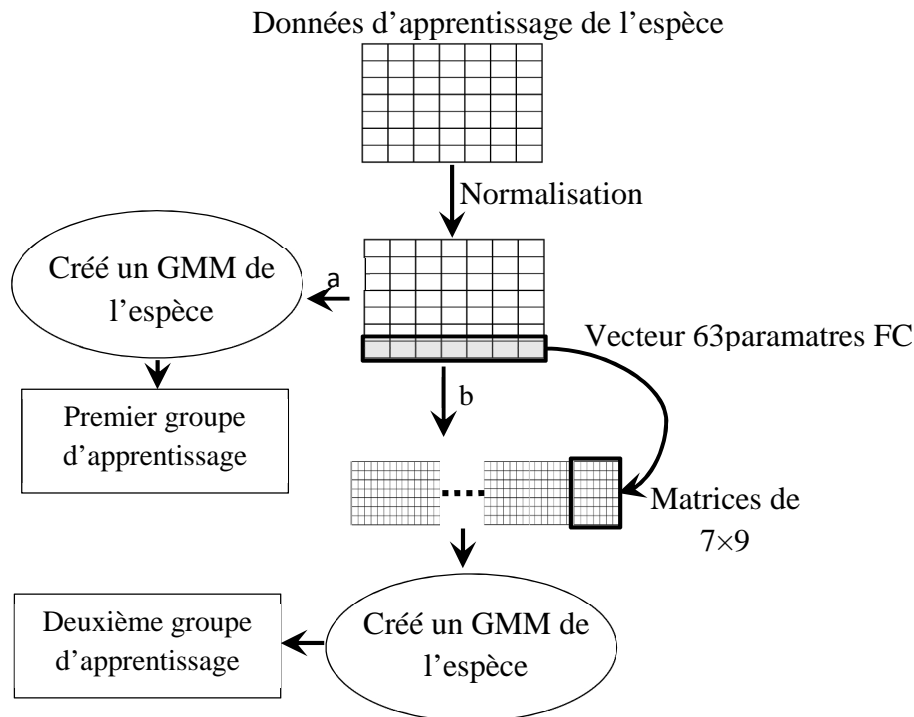 Données d’apprentissage de l’espèce
Normalisation
Créé un GMM de
l’espèce
a
Vecteur 63paramatres FC
b
Premier groupe
d’apprentissage
Matrices de
7×9
Deuxième groupe
d’apprentissage
Créé un GMM de
l’espèce